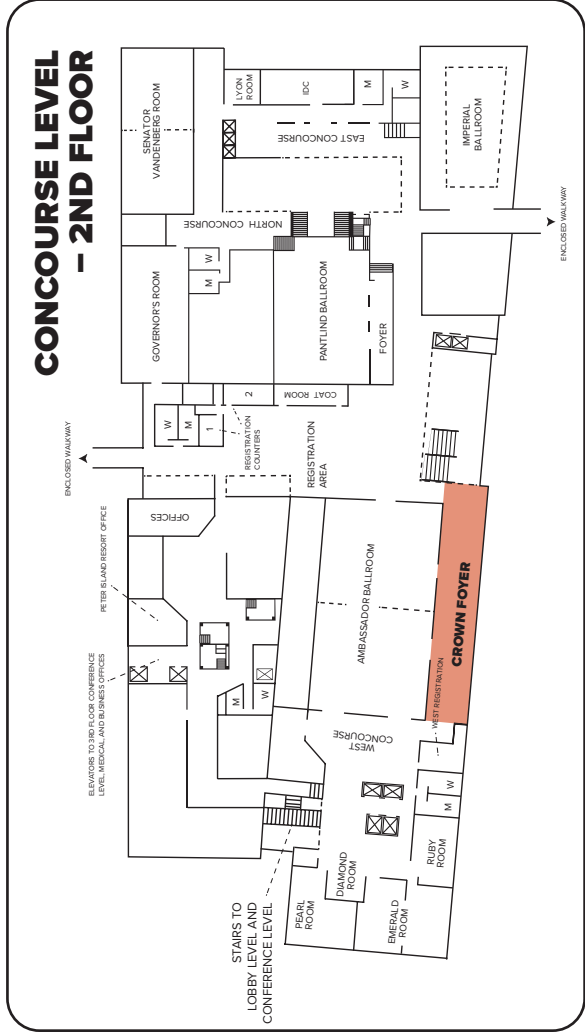 CONCOURSE LEVEL
– 2ND FLOOR
ENCLOSED WALKWAY
PETER ISLAND RESORT OFFICE
ELEVATORS TO 3RD FLOOR CONFERENCE
LEVEL, MEDICAL, AND BUSINESS OFFICES
SENATOR
VANDENBERG ROOM
LYON
ROOM
IDC
M
W
EAST CONCOURSE
IMPERIAL
BALLROOM
ENCLOSED WALKWAY
NORTH CONCOURSE
GOVERNOR'S ROOM
M
W
PANTLIND BALLROOM
FOYER
COAT ROOM
2
W
M
1
REGISTRATION
COUNTERS
REGISTRATION
AREA
OFFICES
M
W
AMBASSADOR BALLROOM
CROWN FOYER
WEST REGISTRATION
WEST
CONCOURSE
M
W
RUBY
ROOM
DIAMOND
ROOM
PEARL
ROOM
EMERALD
ROOM
STAIRS TO
LOBBY LEVEL AND
CONFERENCE LEVEL